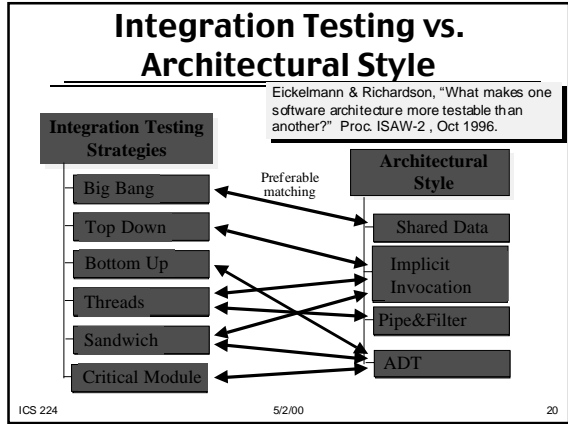 Integration Testing vs.
Architectural Style
Eickelmann & Richardson, “What makes one
software architecture more testable than
another?” Proc. ISAW-2 , Oct 1996.
Integration Testing
Strategies
Big Bang
Top Down
Bottom Up
Threads
Sandwich
Critical Module
Preferable
matching
Architectural
Style
Shared Data
Implicit
Invocation
Pipe&Filter
ADT
ICS 224
5/2/00
20